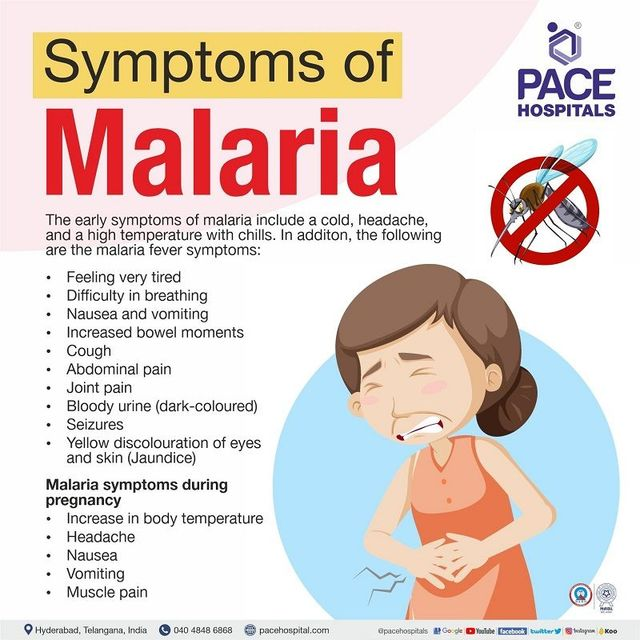 Symptoms of
Malaria
®
PACE
HOSPITALS
The early symptoms of malaria include a cold, headache,
and a high temperature with chills. In additon, the following
are the malaria fever symptoms:
• Feeling very tired
• Difficulty in breathing
• Nausea and vomiting
• Increased bowel moments
• Cough
• Abdominal pain
• Joint pain
• Bloody urine (dark-coloured)
• Seizures
• Yellow discolouration of eyes
and skin (Jaundice)
Malaria symptoms during
pregnancy
• Increase in body temperature
• Headache
• Nausea
• Vomiting
• Muscle pain
Hyderabad, Telangana, India 040 4848 6868 pacehospital.com @pacehospitals Google YouTube facebook twitter Instagram Koo